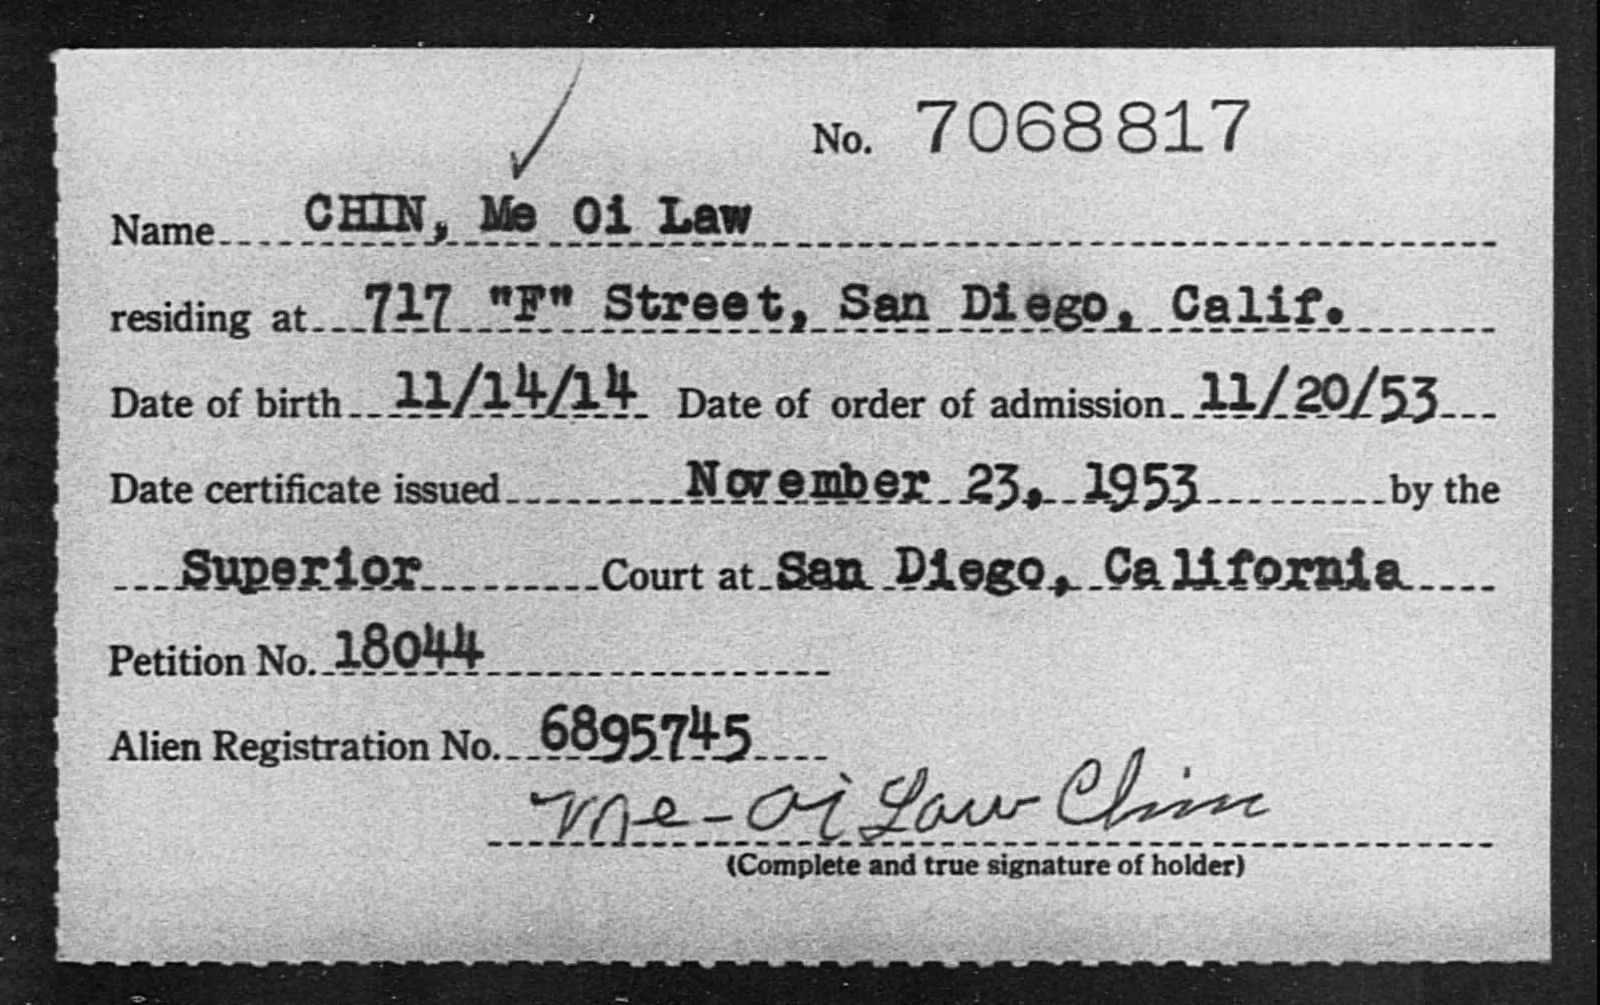 No. 7068817
Name CHIN, Me Oi Law
residing at 717 "F" Street, San Diego, Calif.
Date of birth 11/14/14 Date of order of admission 11/20/53
Date certificate issued November 23, 1953 by the
Superior Court at San Diego, California
Petition No. 18044
Alien Registration No. 6895745
Me-Oi Law Chin
(Complete and true signature of holder)